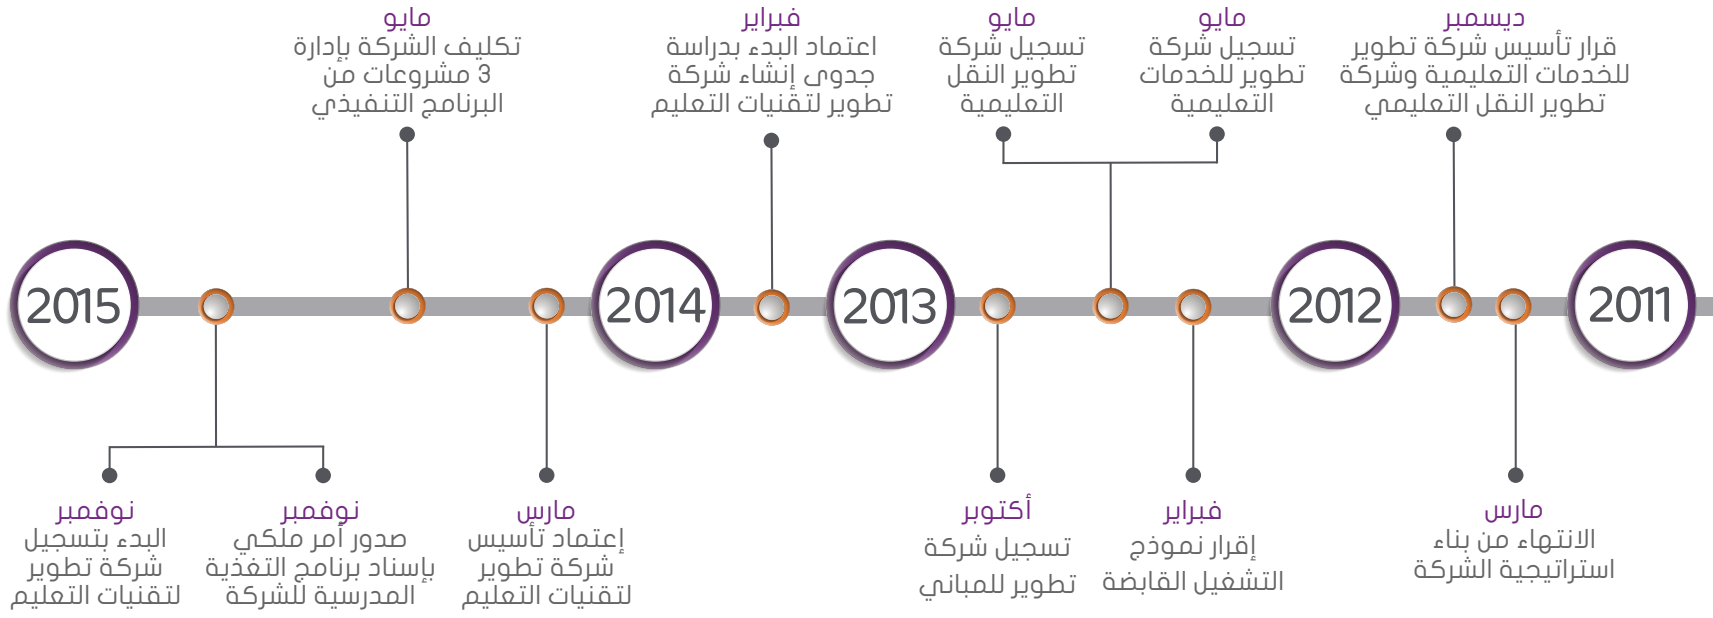 ديسمبر
قرار تأسيس شركة تطوير
للخدمات التعليمية وشركة
تطوير النقل التعليمي
مايو
تسجيل شركة
تطوير للخدمات
التعليمية
مايو
تسجيل شركة
تطوير النقل
التعليمية
فبراير
اعتماد البدء بدراسة
جدوى إنشاء شركة
تطوير لتقنيات التعليم
مايو
تكليف الشركة بإدارة
3 مشروعات من
البرنامج التنفيذي
2011
2012
2013
2014
2015
مارس
الانتهاء من بناء
استراتيجية الشركة
فبراير
إقرار نموذج
التشغيل القابضة
أكتوبر
تسجيل شركة
تطوير للمباني
مارس
إعتماد تأسيس
شركة تطوير
لتقنيات التعليم
نوفمبر
صدور أمر ملكي
بإسناد برنامج التغذية
المدرسية للشركة
نوفمبر
البدء بتسجيل
شركة تطوير
لتقنيات التعليم